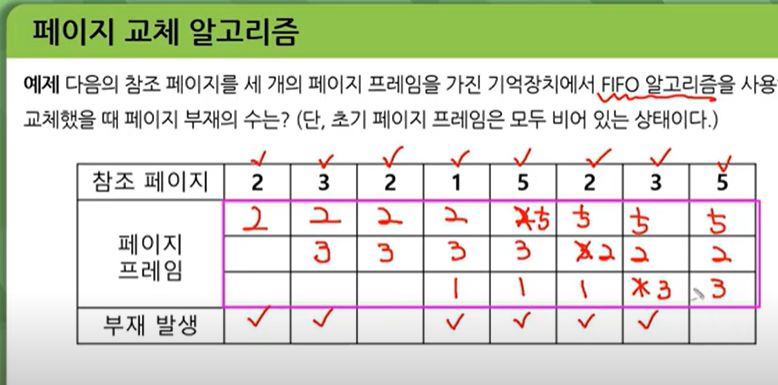 페이지 교체 알고리즘
예제 다음의 참조 페이지를 세 개의 페이지 프레임을 가진 기억장치에서 FIFO 알고리즘을 사용
교체했을 때 페이지 부재의 수는? (단, 초기 페이지 프레임은 모두 비어 있는 상태이다.)
참조 페이지 2 3 2 1 5 2 3 5
페이지
프레임
2 2 2 2 5 5 5 5
3 3 3 3 2 2 2
1 1 1 3 3
부재 발생 ✓ ✓ ✓ ✓ ✓ ✓